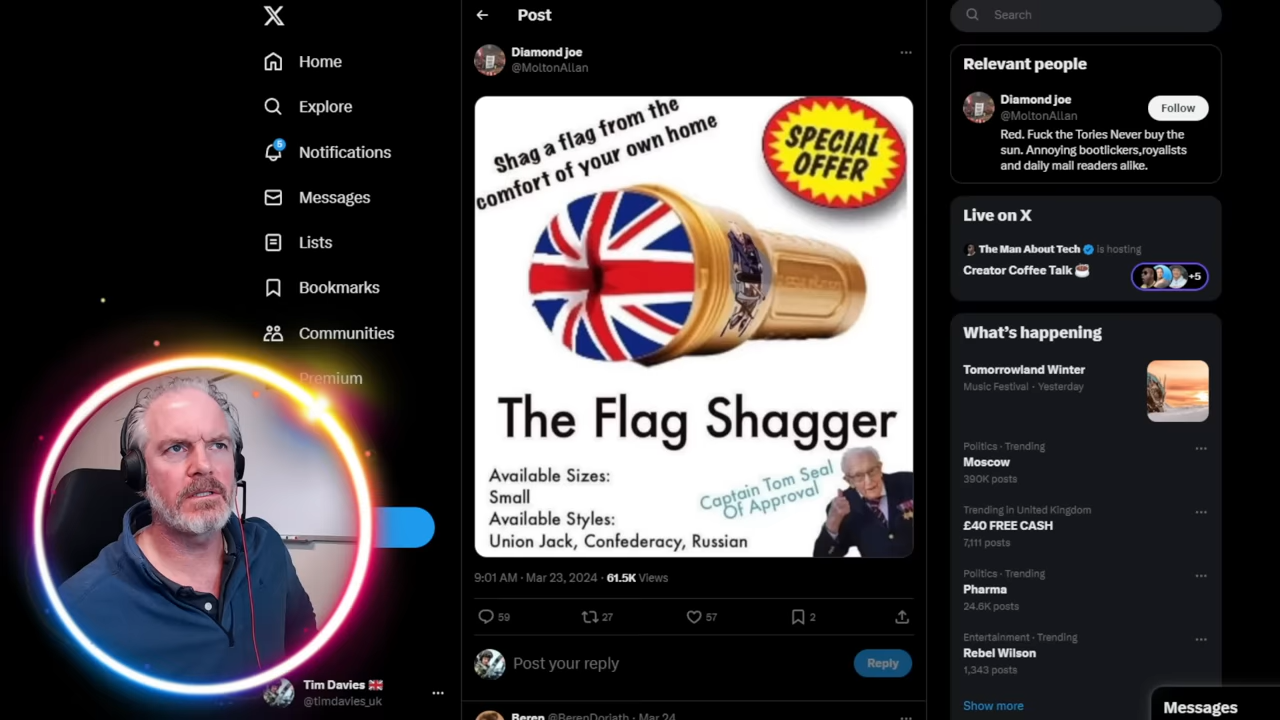 Home
Explore
5
Notifications
Messages
Lists
Bookmarks
Communities
Premium
Tim Davies
@timdavies_uk
Post
Diamond joe
@MoltonAllan
Shag a flag from the
comfort of your own home
SPECIAL
OFFER
The Flag Shagger
Available Sizes:
Small
Available Styles:
Union Jack, Confederacy, Russian
Captain Tom Seal
Of Approval
9:01 AM · Mar 23, 2024 · 61.5K Views
59
27
57
2
Post your reply
Reply
Beren @BerenDoriath · Mar 24
Search
Relevant people
Diamond joe
@MoltonAllan
Follow
Red. Fuck the Tories Never buy the
sun. Annoying bootlickers,royalists
and daily mail readers alike.
Live on X
The Man About Tech is hosting
Creator Coffee Talk
+5
What's happening
Tomorrowland Winter
Music Festival · Yesterday
Politics · Trending
Moscow
390K posts
Trending in United Kingdom
£40 FREE CASH
7,111 posts
Politics · Trending
Pharma
24.6K posts
Entertainment · Trending
Rebel Wilson
1,343 posts
Show more
Messages